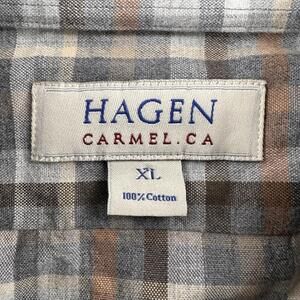 HAGEN
CARMEL.CA
XL
100% Cotton